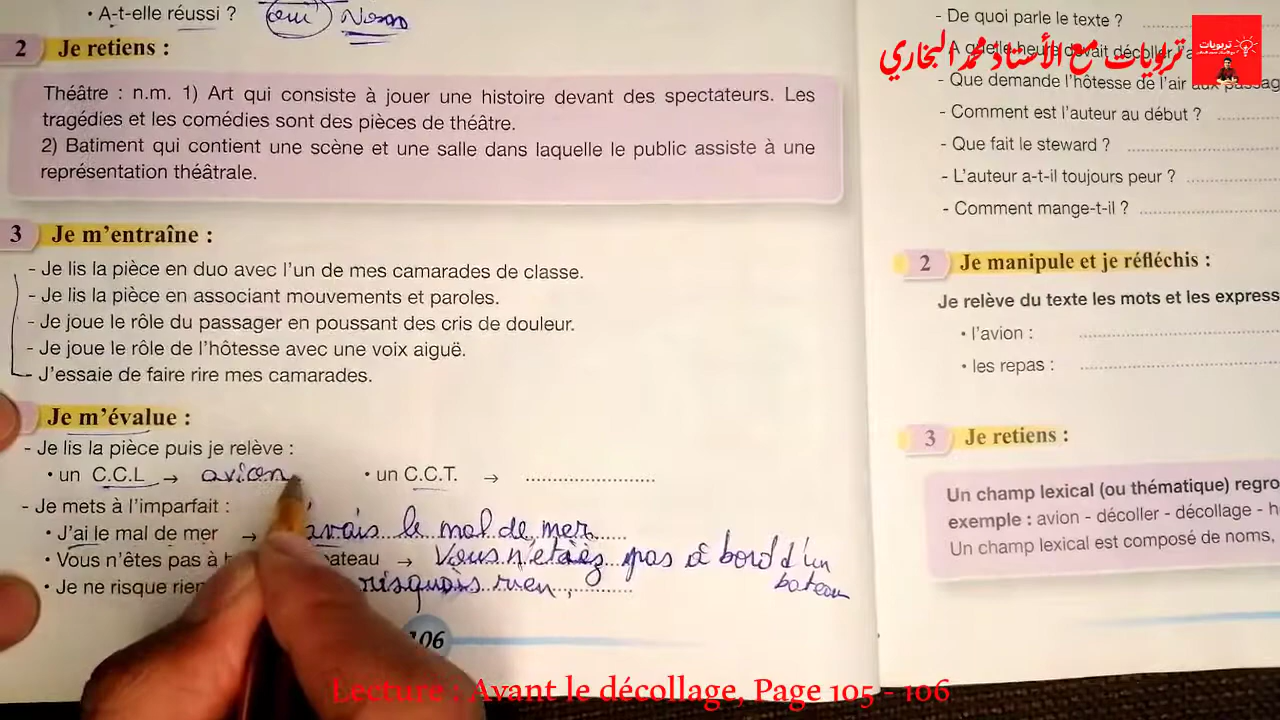 • A-t-elle réussi ? oui Non
2 Je retiens :
Théâtre : n.m. 1) Art qui consiste à jouer une histoire devant des spectateurs. Les
tragédies et les comédies sont des pièces de théâtre.
2) Batiment qui contient une scène et une salle dans laquelle le public assiste à une
représentation théâtrale.
3 Je m'entraîne :
- Je lis la pièce en duo avec l'un de mes camarades de classe.
- Je lis la pièce en associant mouvements et paroles.
- Je joue le rôle du passager en poussant des cris de douleur.
- Je joue le rôle de l'hôtesse avec une voix aiguë.
- J'essaie de faire rire mes camarades.
Je m'évalue :
- Je lis la pièce puis je relève :
• un C.C.L → avion • un C.C.T. → ........................
- Je mets à l'imparfait :
• J'ai le mal de mer → avais le mal de mer
• Vous n'êtes pas à bateau → Vous n'étiez pas à bord d'un
bateau
• Je ne risque rien risquais rien
106
- De quoi parle le texte ?
- A quelle heure devait décoller
- Que demande l'hôtesse de l'air aux
- Comment est l'auteur au début ?
- Que fait le steward ?
- L'auteur a-t-il toujours peur ?
- Comment mange-t-il ?
2 Je manipule et je réfléchis :
Je relève du texte les mots et les
• l'avion :
• les repas :
3 Je retiens :
Un champ lexical (ou thématique)
exemple : avion - décoller - décollage -
Un champ lexical est composé de noms,
تربويات مع الأستاذ محمد البخاري
تربويات
Lecture : Avant le décollage, Page 105 - 106